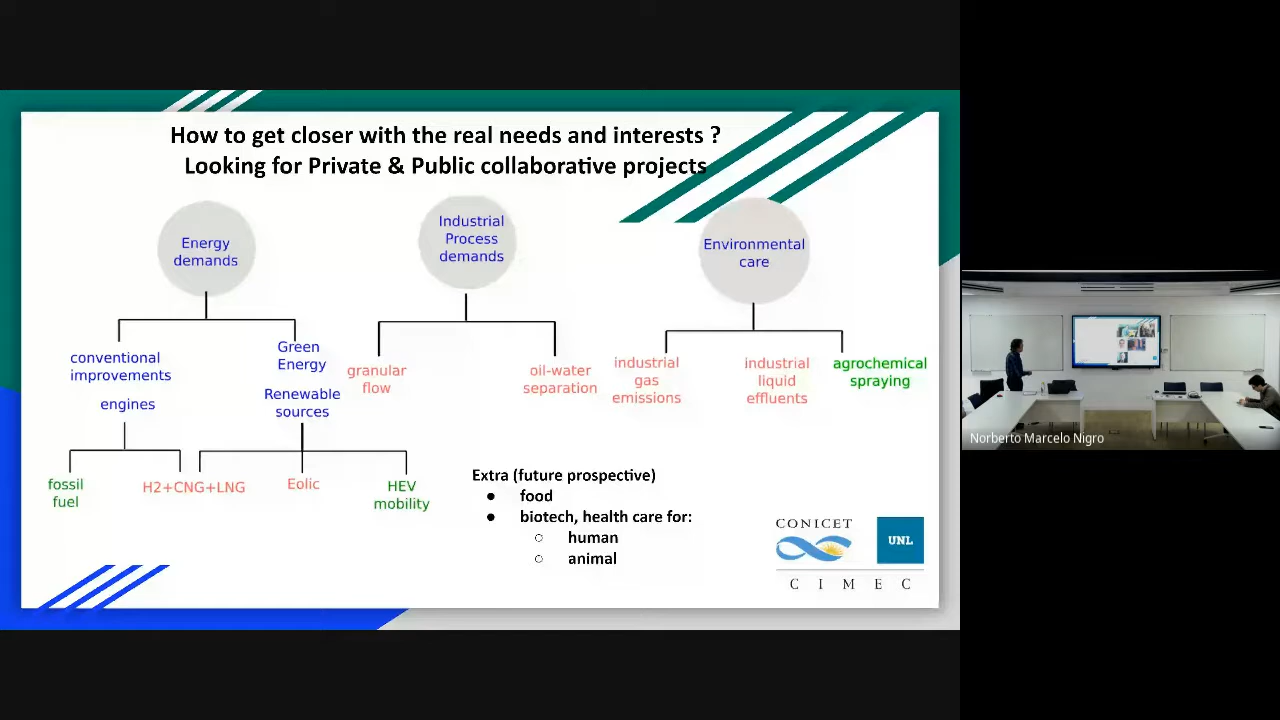 How to get closer with the real needs and interests ?
Looking for Private & Public collaborative projects
Energy
demands
Industrial
Process
demands
Environmental
care
conventional
improvements
engines
Green
Energy
Renewable
sources
granular
flow
oil-water
separation
industrial
gas
emissions
industrial
liquid
effluents
agrochemical
spraying
fossil
fuel
H2+CNG+LNG
Eolic
HEV
mobility
Extra (future prospective)
● food
● biotech, health care for:
○ human
○ animal
CONICET
UNL
CIMEC
Norberto Marcelo Nigro